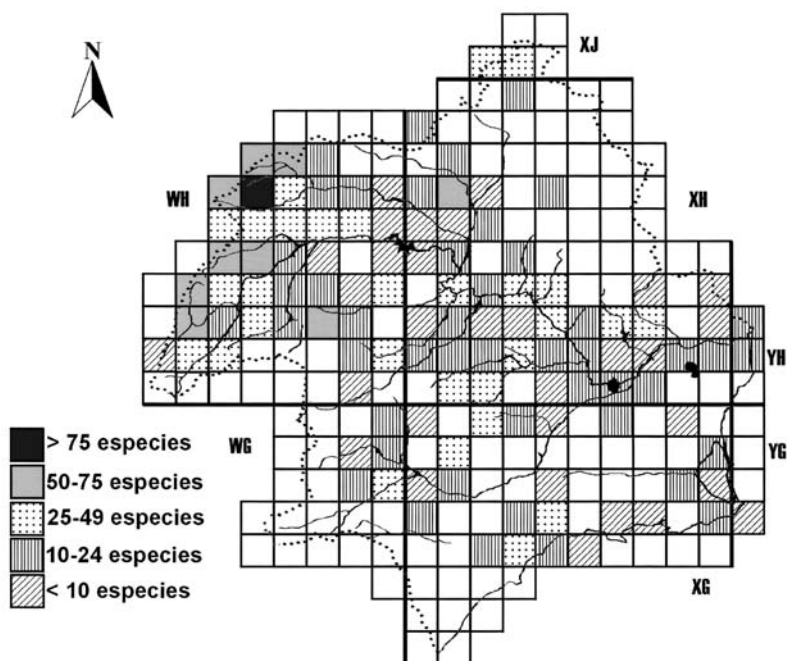 N
XJ
WH
XH
YH
WG
YG
XG
> 75 especies
50-75 especies
25-49 especies
10-24 especies
< 10 especies